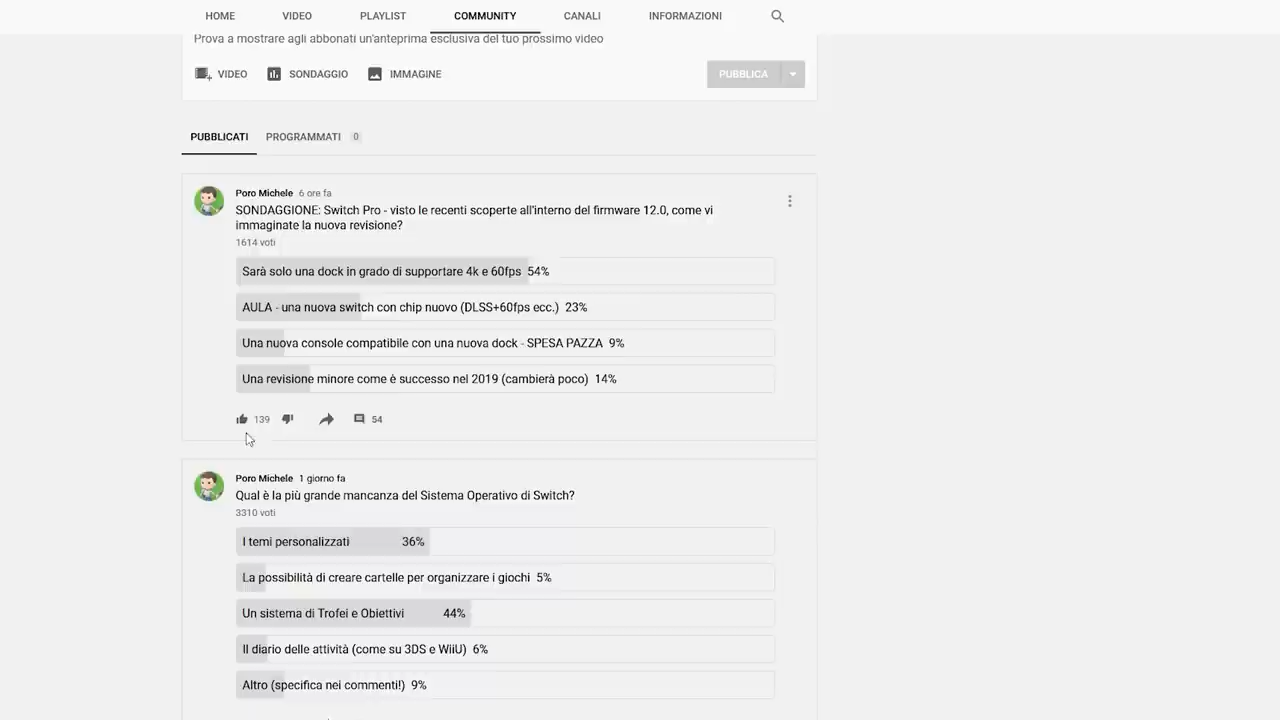 HOME VIDEO PLAYLIST COMMUNITY CANALI INFORMAZIONI
Prova a mostrare agli abbonati un'anteprima esclusiva del tuo prossimo video
VIDEO SONDAGGIO IMMAGINE PUBBLICA
PUBBLICATI PROGRAMMATI 0
Poro Michele 6 ore fa
SONDAGGIONE: Switch Pro - visto le recenti scoperte all'interno del firmware 12.0, come vi
immaginate la nuova revisione?
1614 voti
Sarà solo una dock in grado di supportare 4k e 60fps 54%
AULA - una nuova switch con chip nuovo (DLSS+60fps ecc.) 23%
Una nuova console compatibile con una nuova dock - SPESA PAZZA 9%
Una revisione minore come è successo nel 2019 (cambierà poco) 14%
139 54
Poro Michele 1 giorno fa
Qual è la più grande mancanza del Sistema Operativo di Switch?
3310 voti
I temi personalizzati 36%
La possibilità di creare cartelle per organizzare i giochi 5%
Un sistema di Trofei e Obiettivi 44%
Il diario delle attività (come su 3DS e WiiU) 6%
Altro (specifica nei commenti!) 9%